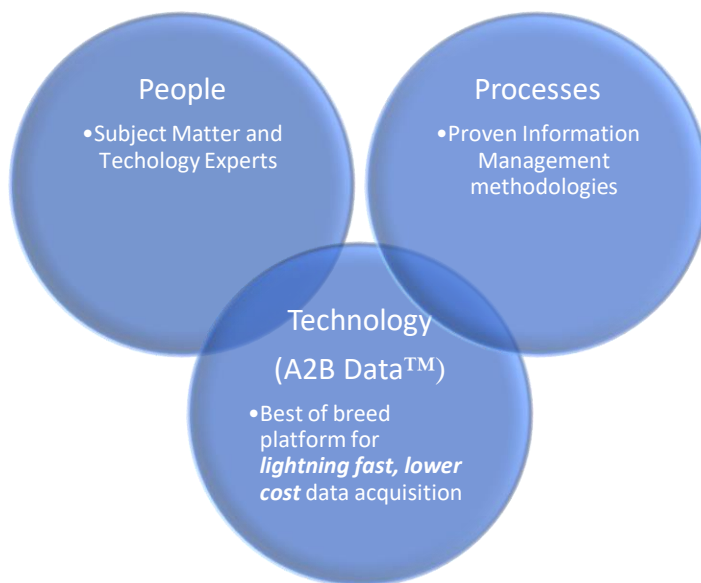 People
•Subject Matter and
Techology Experts
Processes
•Proven Information
Management
methodologies
Technology
(A2B Data™)
•Best of breed
platform for
lightning fast, lower
cost data acquisition